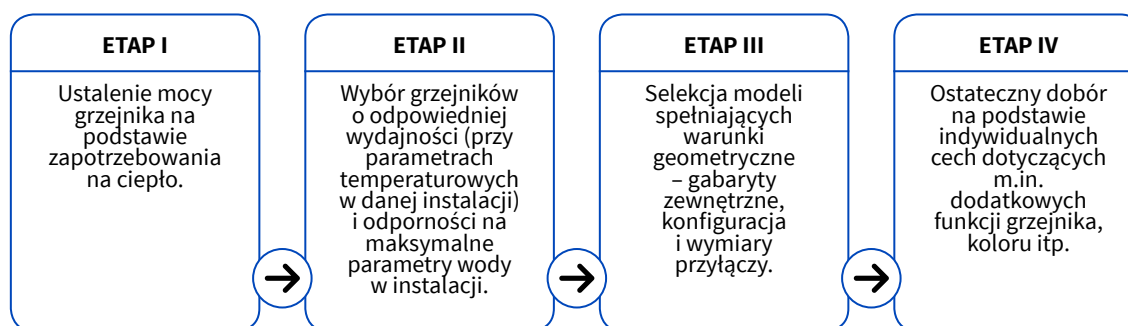 ETAP I
Ustalenie mocy
grzejnika na
podstawie
zapotrzebowania
na ciepło.
ETAP II
Wybór grzejników
o odpowiedniej
wydajności (przy
parametrach
temperaturowych
w danej instalacji)
i odporności na
maksymalne
parametry wody
w instalacji.
ETAP III
Selekcja modeli
spełniających
warunki
geometryczne
– gabaryty
zewnętrzne,
konfiguracja
i wymiary
przyłączy.
ETAP IV
Ostateczny dobór
na podstawie
indywidualnych
cech dotyczących
m.in.
dodatkowych
funkcji grzejnika,
koloru itp.